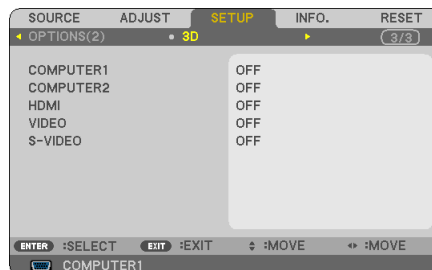 SOURCE ADJUST SETUP INFO. RESET
OPTIONS(2) 3D 3/3
COMPUTER1 OFF
COMPUTER2 OFF
HDMI OFF
VIDEO OFF
S-VIDEO OFF
ENTER :SELECT EXIT :EXIT :MOVE :MOVE
COMPUTER1